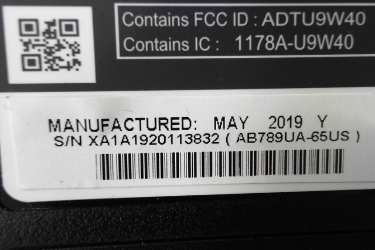 Contains FCC ID : ADTU9W40
Contains IC : 1178A-U9W40
MANUFACTURED: MAY 2019 Y
S/N XA1A1920113832 ( AB789UA-65US )